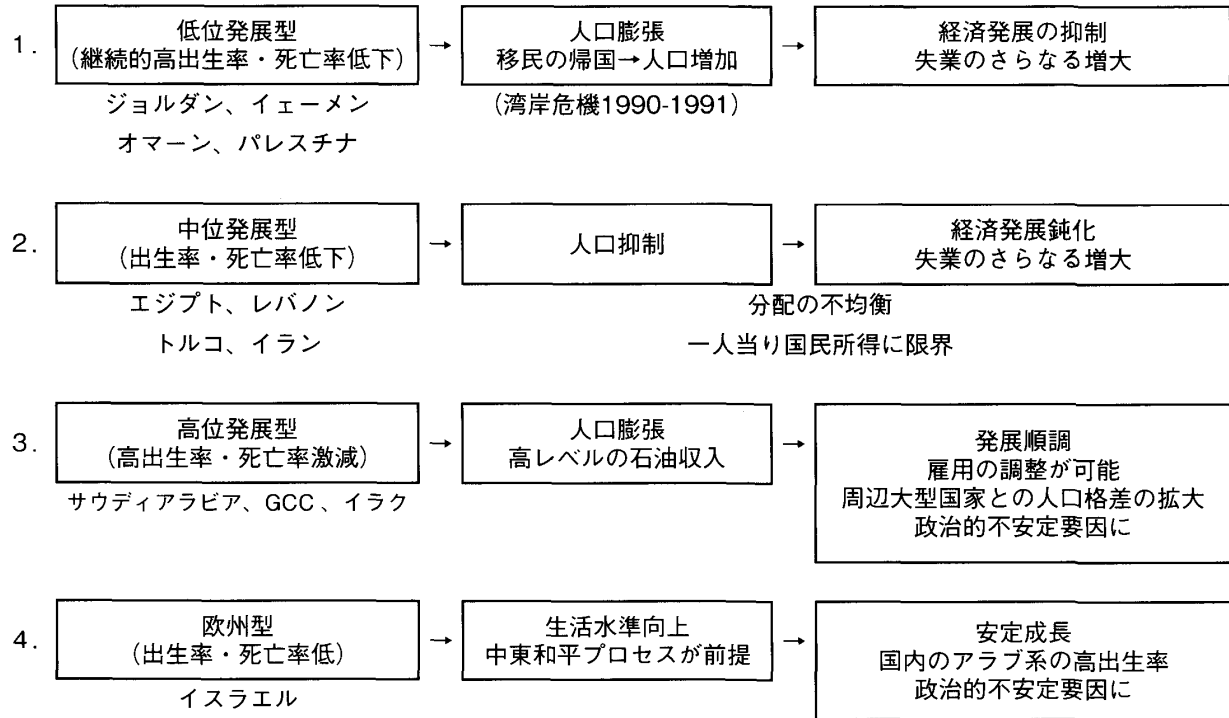 1.
低位発展型
(継続的高出生率・死亡率低下)
→
人口膨張
移民の帰国→人口増加
→
経済発展の抑制
失業のさらなる増大
ジョルダン、イェーメン
オマーン、パレスチナ
(湾岸危機1990-1991)
2.
中位発展型
(出生率・死亡率低下)
→
人口抑制
→
経済発展鈍化
失業のさらなる増大
エジプト、レバノン
トルコ、イラン
分配の不均衡
一人当り国民所得に限界
3.
高位発展型
(高出生率・死亡率激減)
→
人口膨張
高レベルの石油収入
→
発展順調
雇用の調整が可能
周辺大型国家との人口格差の拡大
政治的不安定要因に
サウディアラビア、GCC、イラク
4.
欧州型
(出生率・死亡率低)
→
生活水準向上
中東和平プロセスが前提
→
安定成長
国内のアラブ系の高出生率
政治的不安定要因に
イスラエル